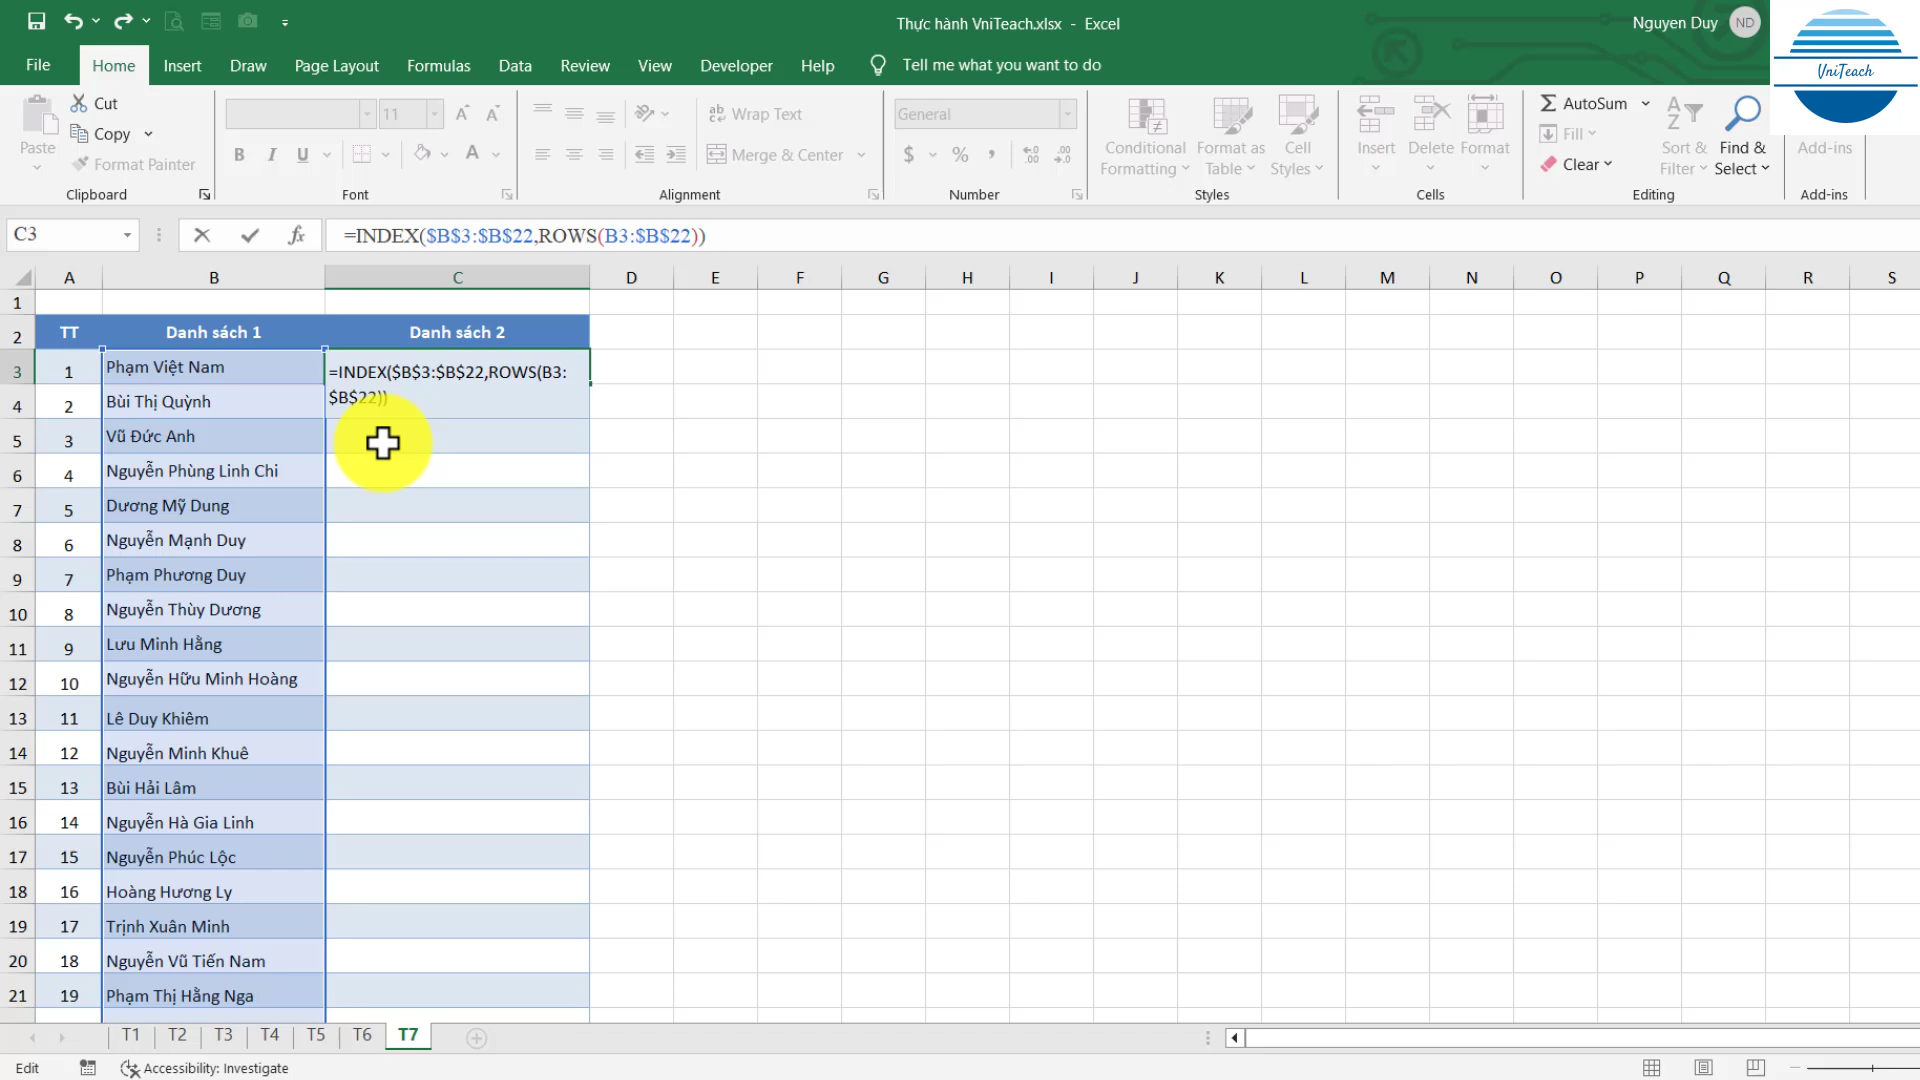 Thực hành VniTeach.xlsx - Excel
Nguyen Duy ND
VniTeach
File Home Insert Draw Page Layout Formulas Data Review View Developer Help Tell me what you want to do
Paste
Cut
Copy
Format Painter
Clipboard
11
B I U
Font
Wrap Text
Merge & Center
Alignment
General
$ % ,
Number
Conditional Formatting
Format as Table
Cell Styles
Styles
Insert
Delete
Format
Cells
AutoSum
Fill
Clear
Sort & Filter
Find & Select
Editing
Add-ins
Add-ins
C3
=INDEX($B$3:$B$22,ROWS(B3:$B$22))
A B C D E F G H I J K L M N O P Q R S
1
2 TT Danh sách 1 Danh sách 2
3 1 Phạm Việt Nam =INDEX($B$3:$B$22,ROWS(B3:
4 2 Bùi Thị Quỳnh $B$22))
5 3 Vũ Đức Anh
6 4 Nguyễn Phùng Linh Chi
7 5 Dương Mỹ Dung
8 6 Nguyễn Mạnh Duy
9 7 Phạm Phương Duy
10 8 Nguyễn Thùy Dương
11 9 Lưu Minh Hằng
12 10 Nguyễn Hữu Minh Hoàng
13 11 Lê Duy Khiêm
14 12 Nguyễn Minh Khuê
15 13 Bùi Hải Lâm
16 14 Nguyễn Hà Gia Linh
17 15 Nguyễn Phúc Lộc
18 16 Hoàng Hương Ly
19 17 Trịnh Xuân Minh
20 18 Nguyễn Vũ Tiến Nam
21 19 Phạm Thị Hằng Nga
T1 T2 T3 T4 T5 T6 T7
Edit Accessibility: Investigate